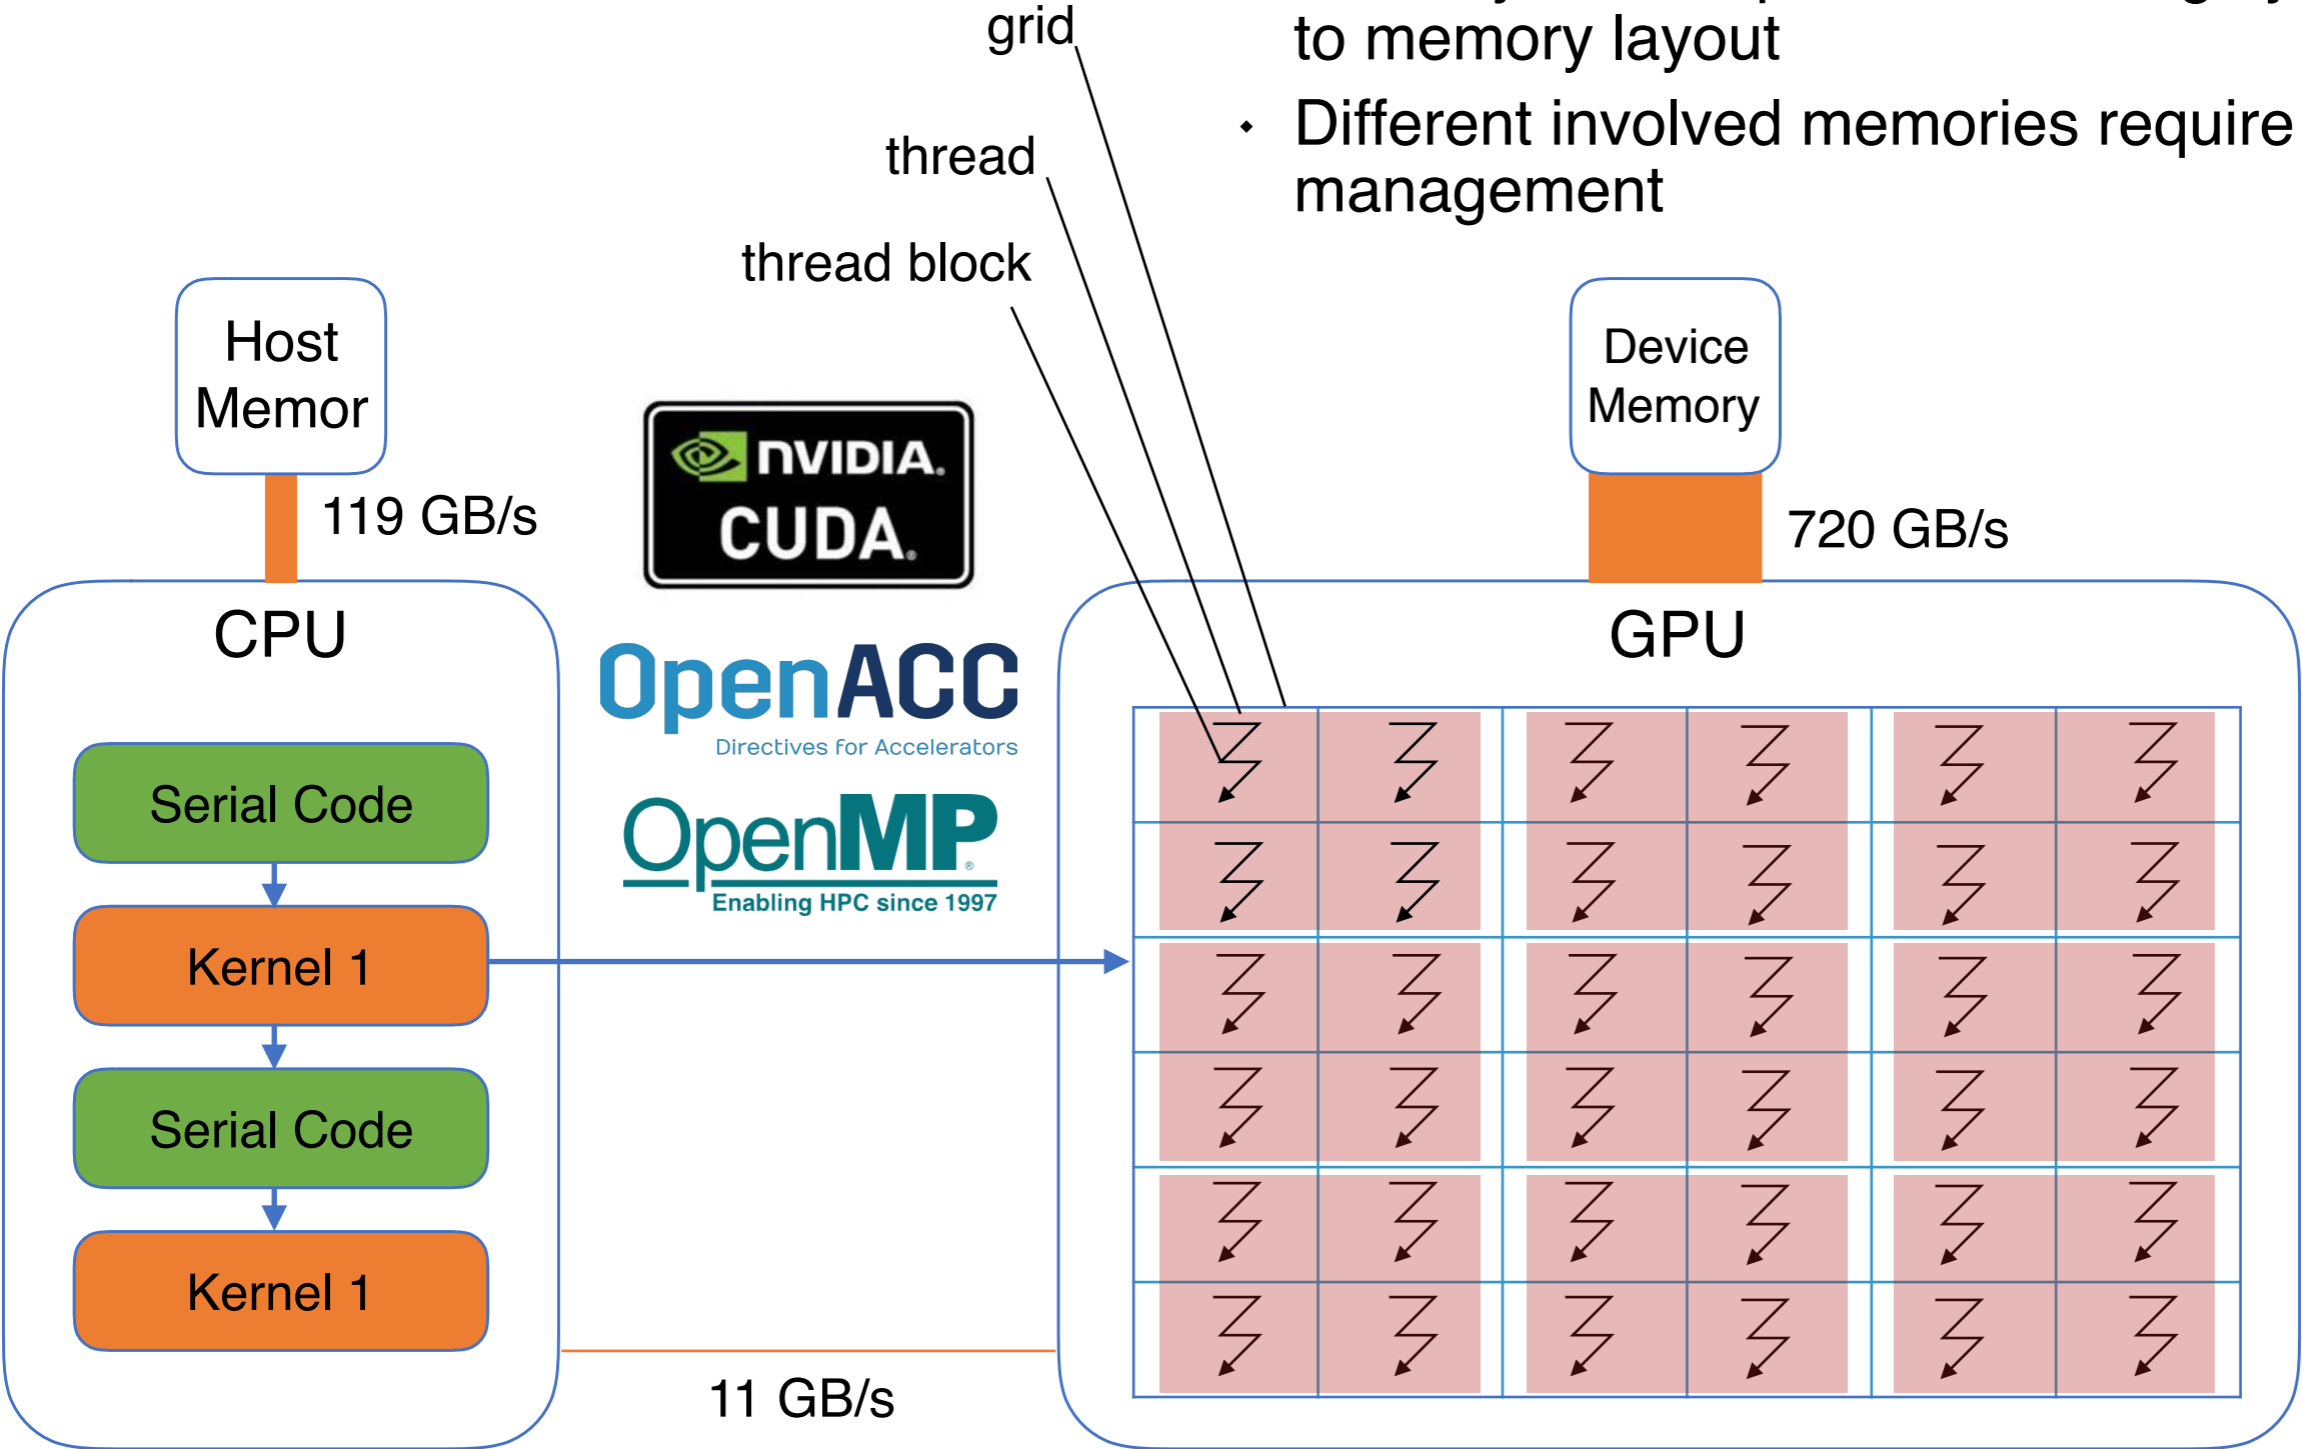 to memory layout
Different involved memories require
management
grid
thread
thread block
Host
Memor
119 GB/s
NVIDIA.
CUDA®
OpenACC
Directives for Accelerators
OpenMP®
Enabling HPC since 1997
Device
Memory
720 GB/s
CPU
Serial Code
Kernel 1
Serial Code
Kernel 1
11 GB/s
GPU